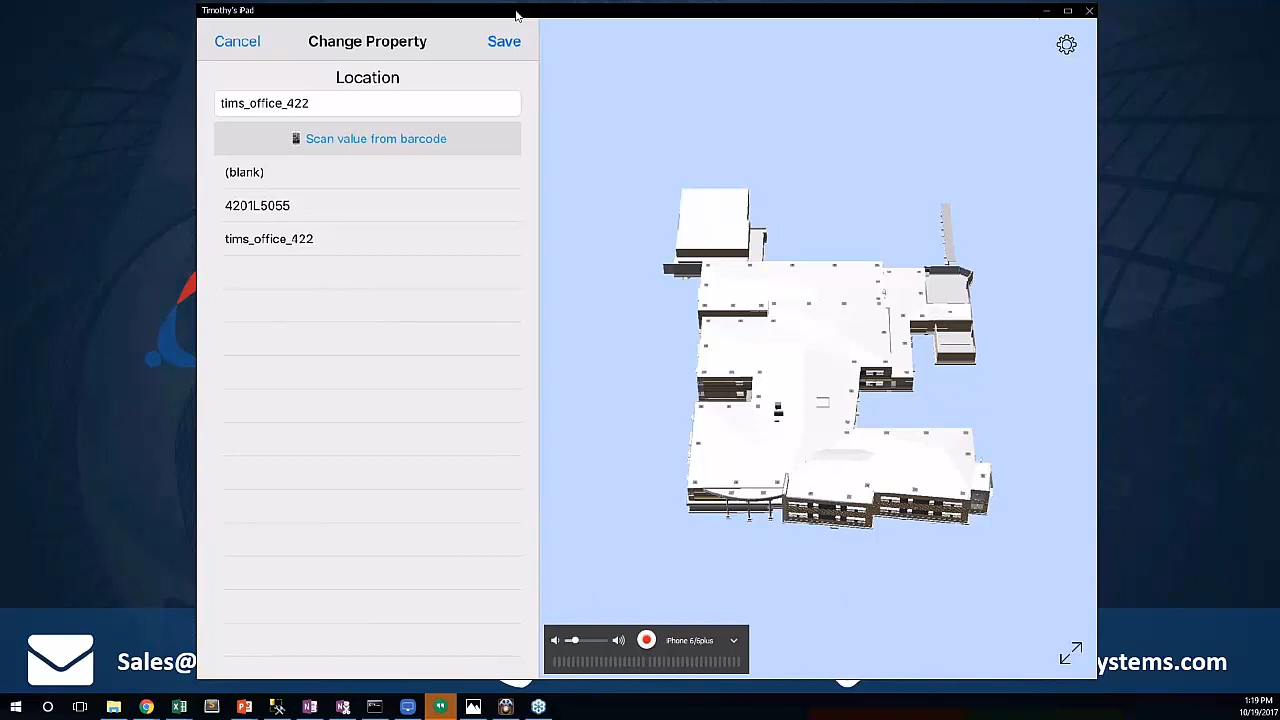 Timothy's iPad
Cancel
Change Property
Save
Location
tims_office_422
Scan value from barcode
(blank)
4201L5055
tims_office_422
iPhone 6/6plus
Sales@
ystems.com
1:19 PM
10/19/2017